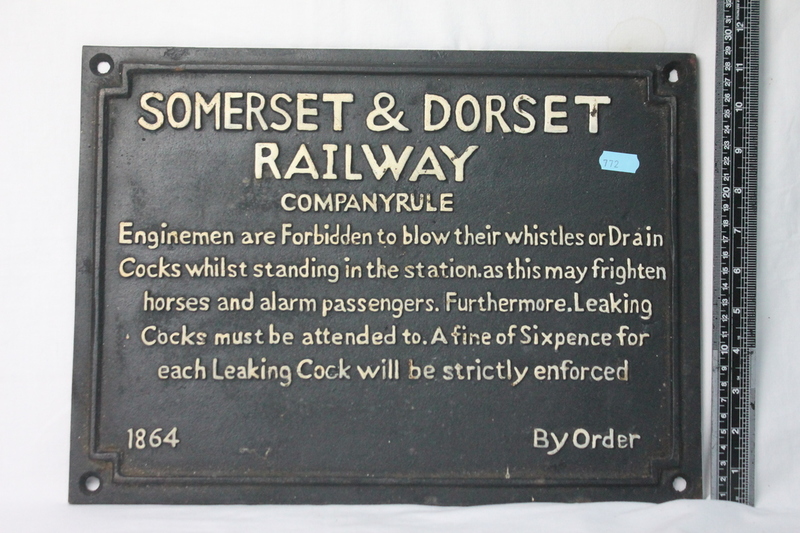 SOMERSET & DORSET
RAILWAY
COMPANYRULE
Enginemen are Forbidden to blow their whistles or Drain
Cocks whilst standing in the station.as this may frighten
horses and alarm passengers. Furthermore.Leaking
Cocks must be attended to. A fine of Sixpence for
each Leaking Cock will be strictly enforced
1864 By Order
772